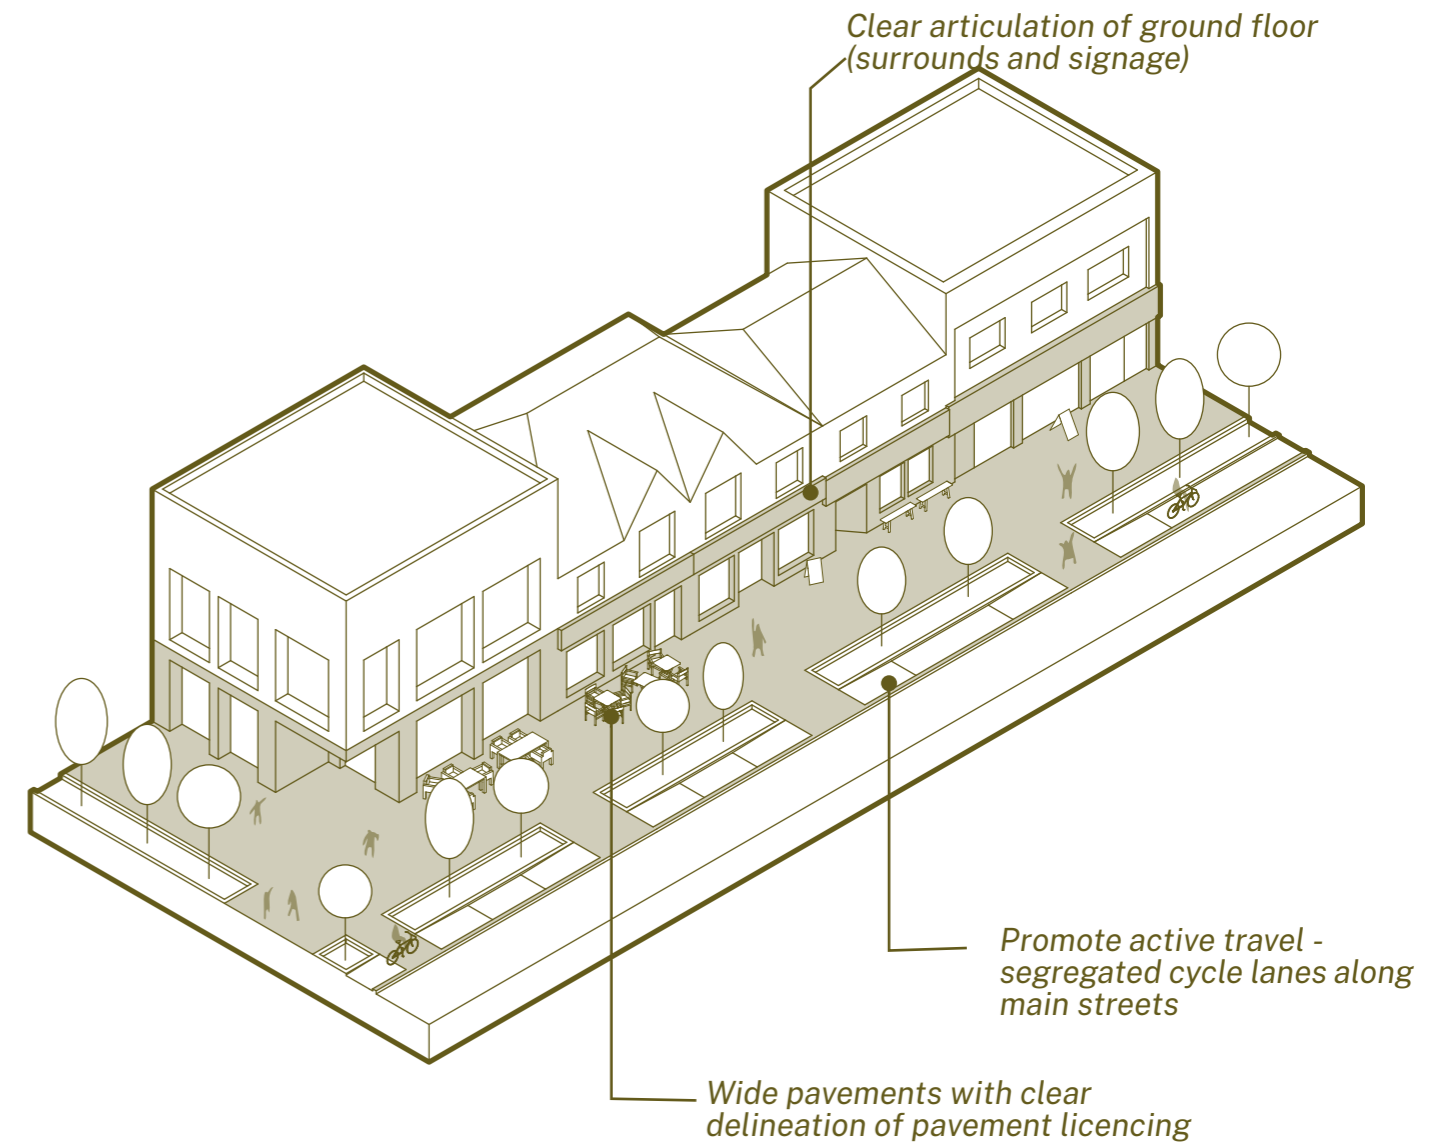 Clear articulation of ground floor
(surrounds and signage)
Promote active travel -
segregated cycle lanes along
main streets
Wide pavements with clear
delineation of pavement licencing